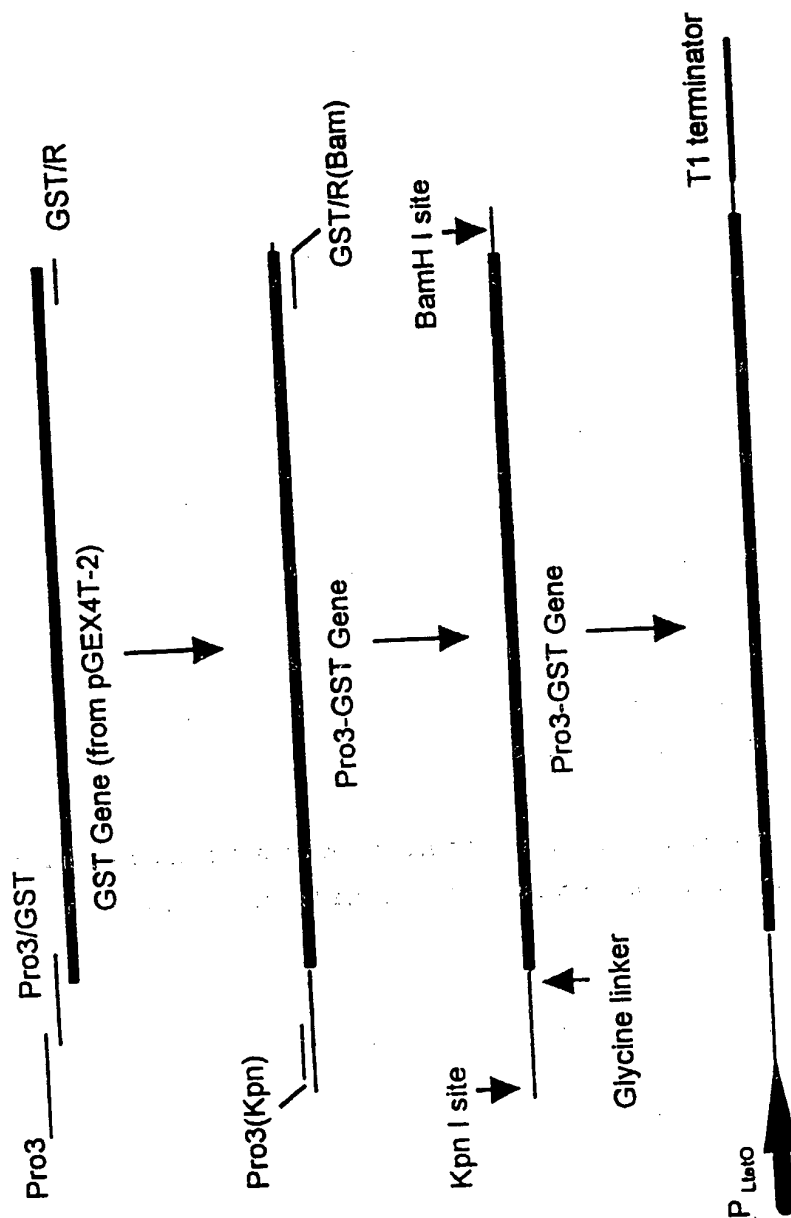 Pro3
Pro3/GST
GST/R
GST Gene (from pGEX4T-2)
Pro3(Kpn)
GST/R(Bam)
Pro3-GST Gene
BamH I site
Kpn I site
Glycine linker
Pro3-GST Gene
T1 terminator
P LtetO